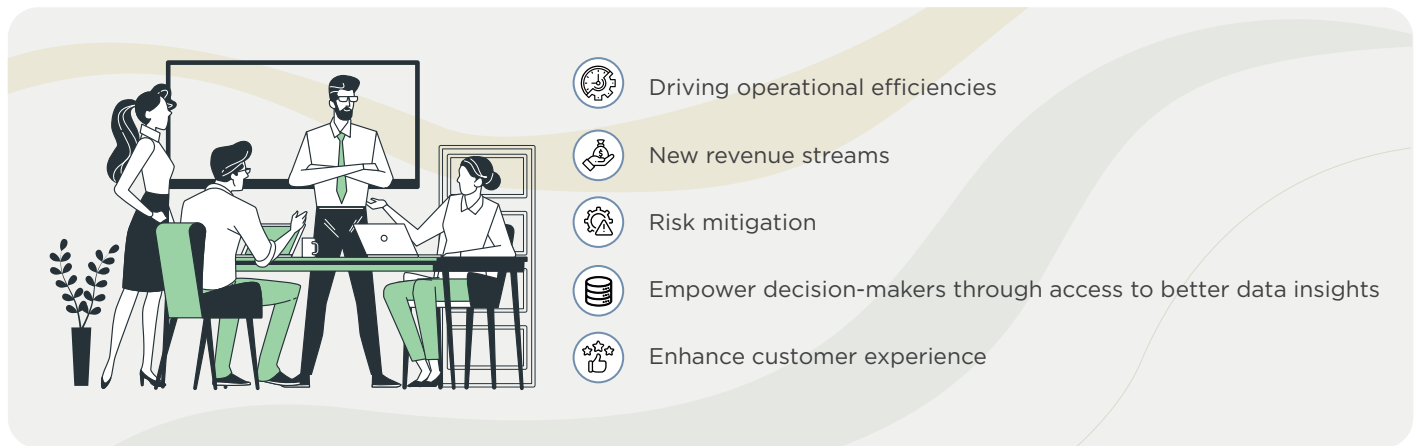 Driving operational efficiencies
New revenue streams
Risk mitigation
Empower decision-makers through access to better data insights
Enhance customer experience